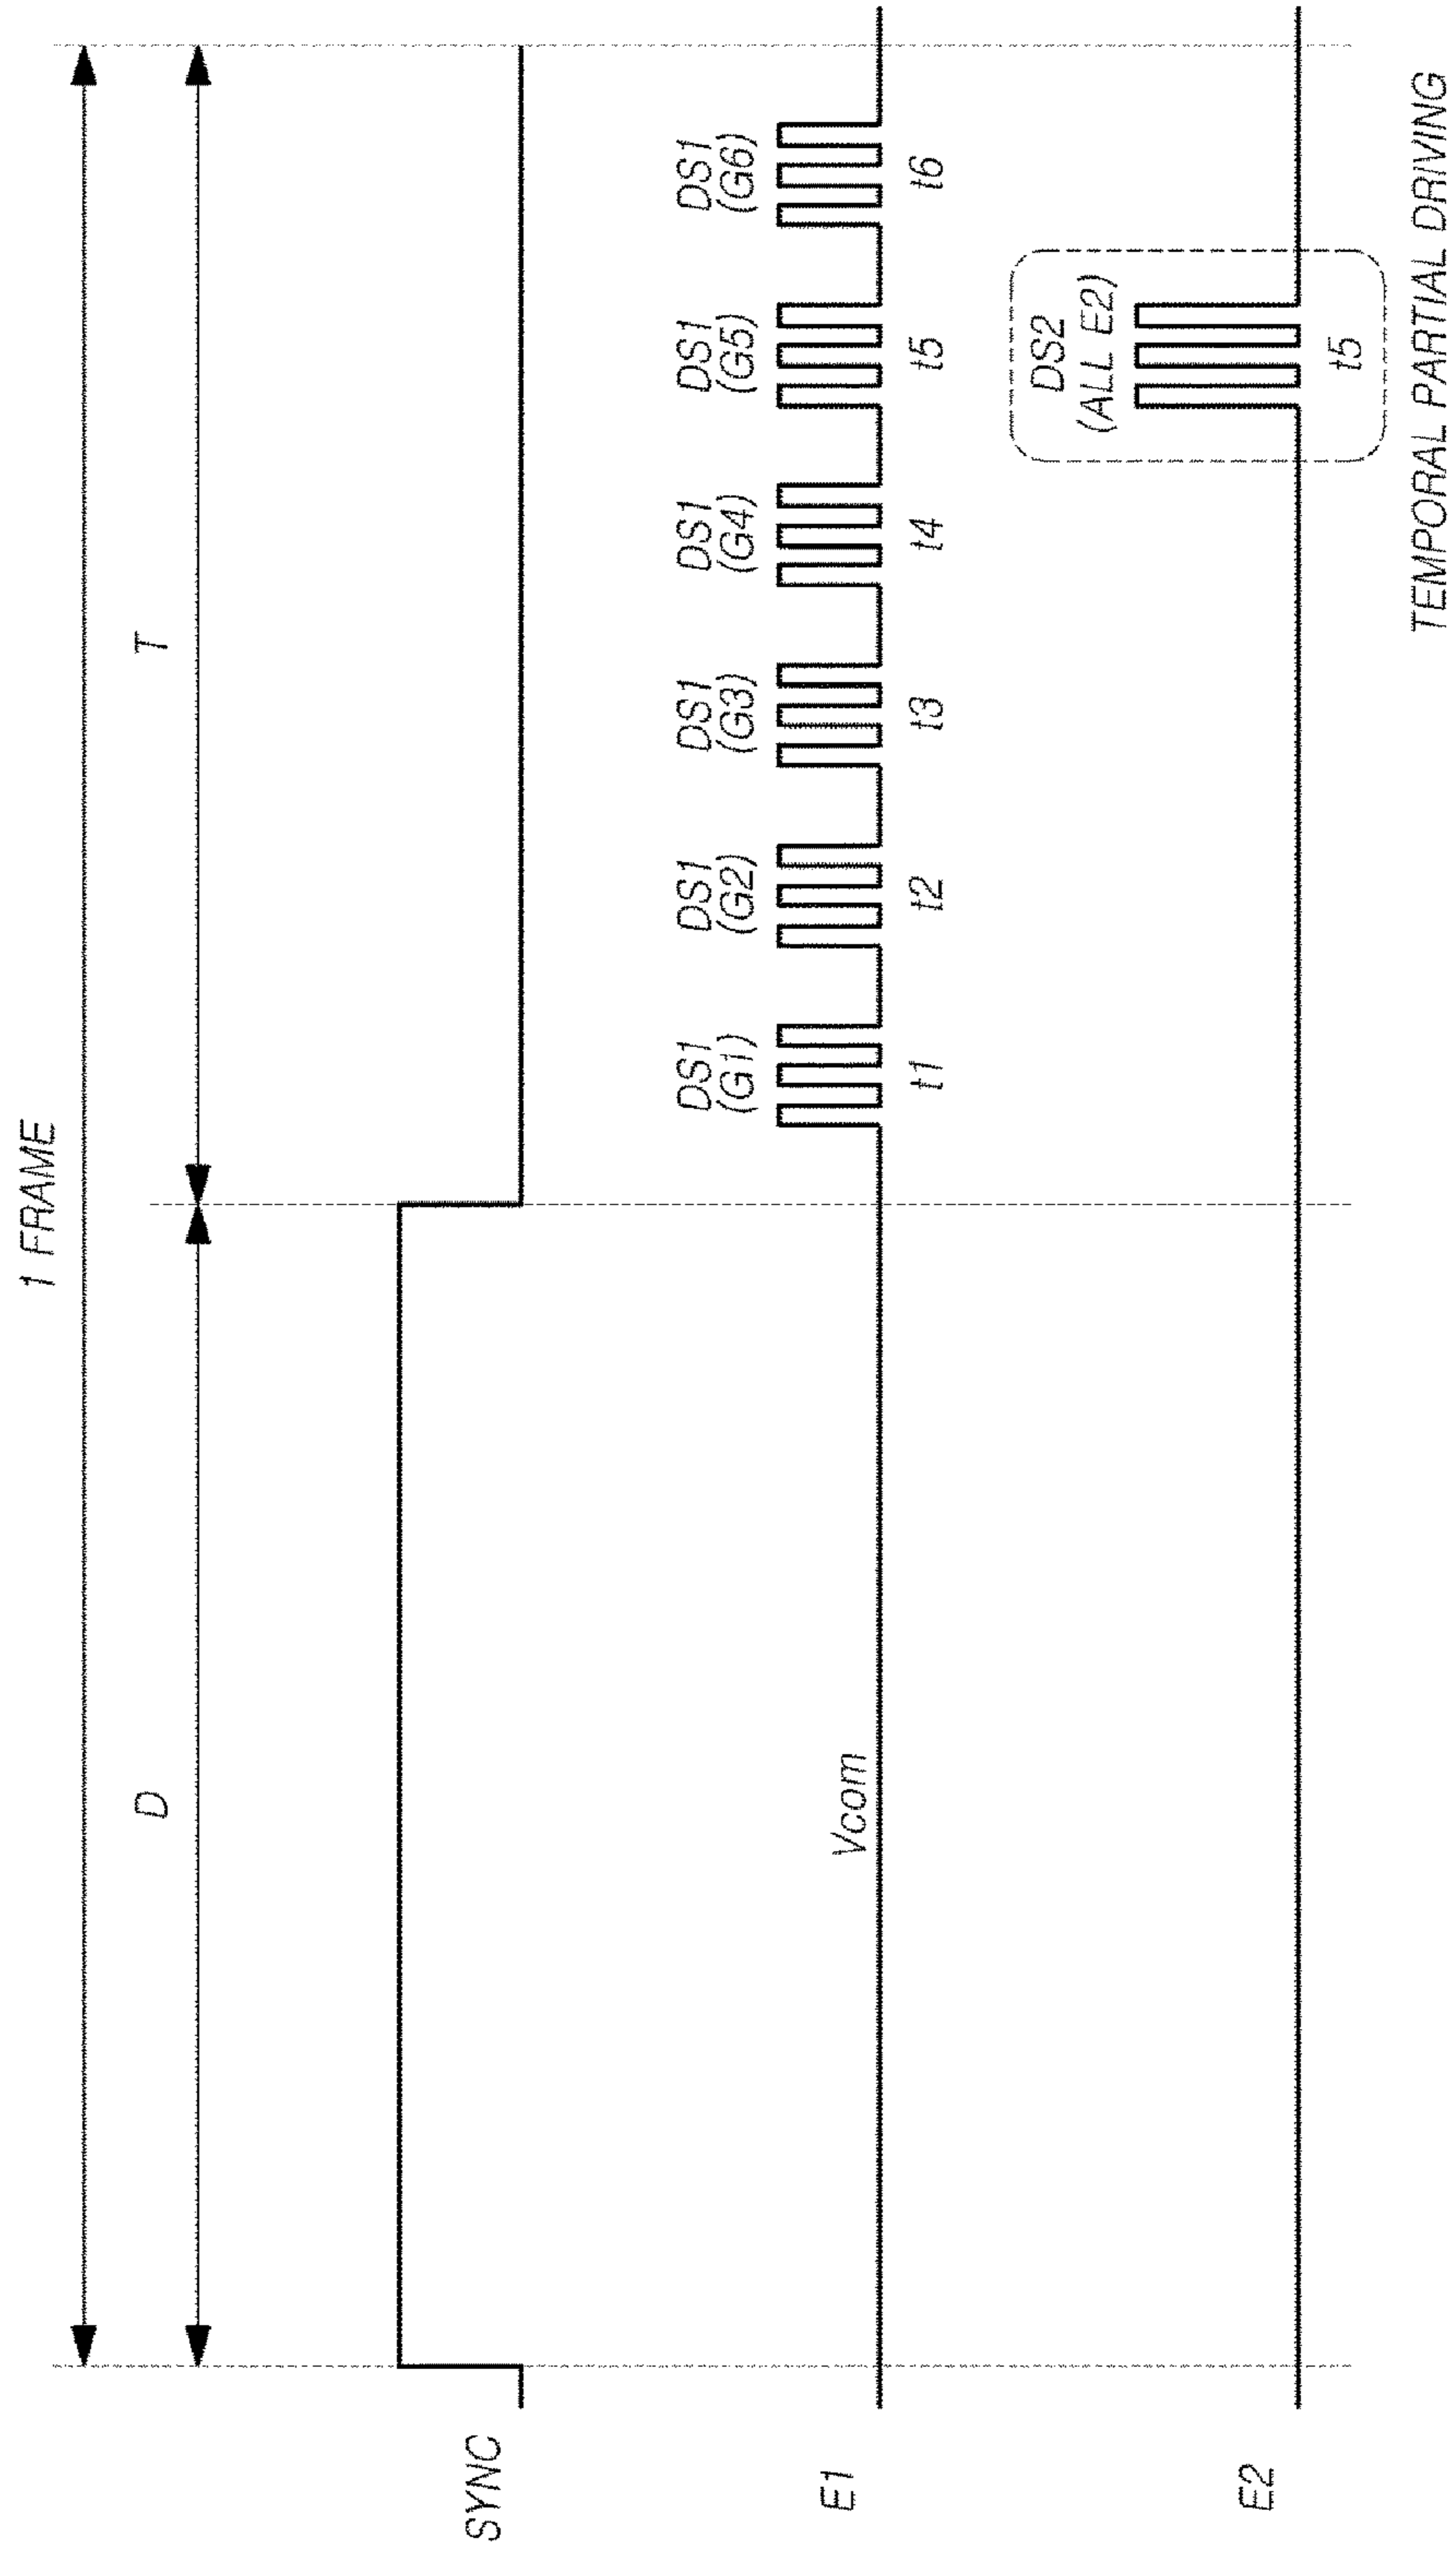 1 FRAME
D
T
SYNC
E1
Vcom
DS1
(G1)
DS1
(G2)
DS1
(G3)
DS1
(G4)
DS1
(G5)
DS1
(G6)
t1
t2
t3
t4
t5
t6
E2
DS2
(ALL E2)
t5
TEMPORAL PARTIAL DRIVING